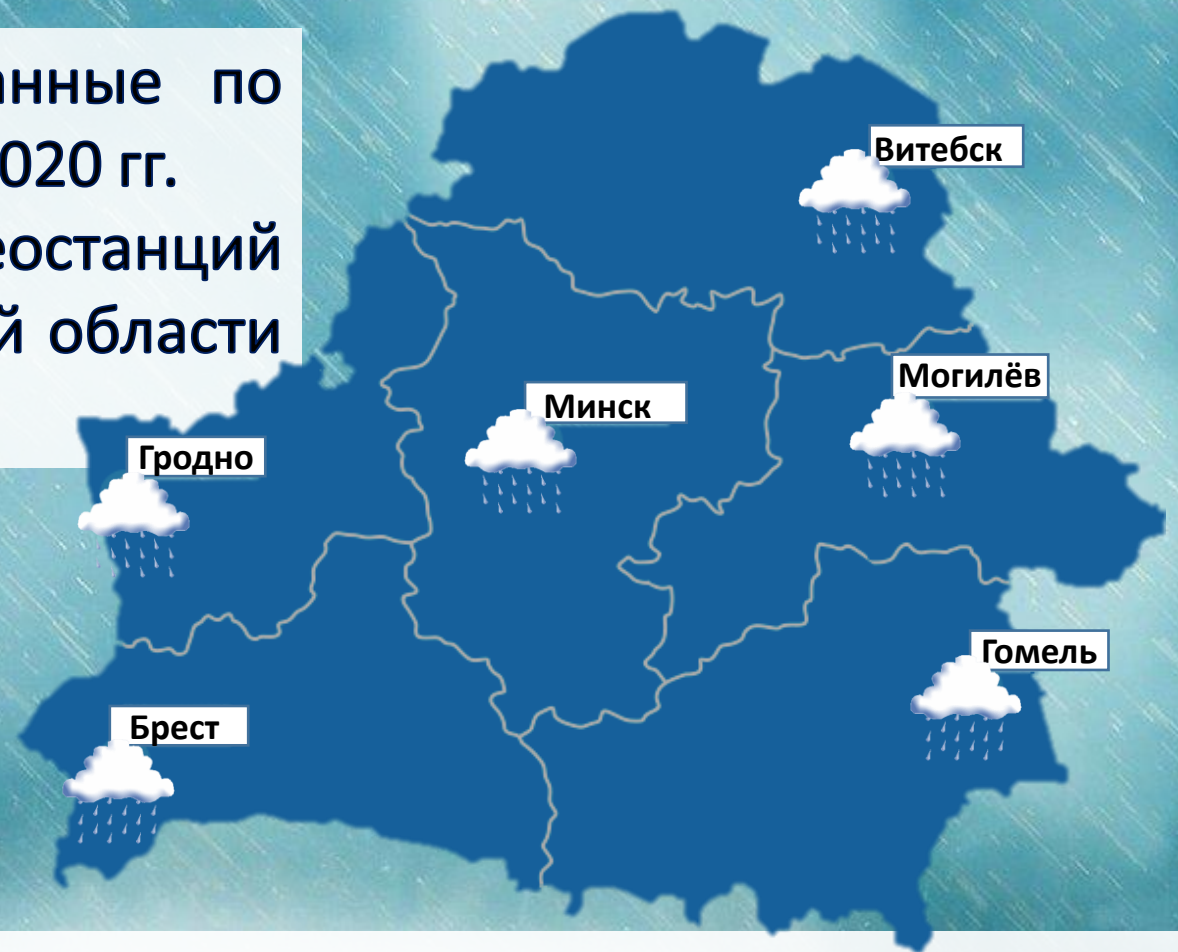 анные по
020 гг.
еостанций
й области
Витебск
Могилёв
Минск
Гродно
Гомель
Брест